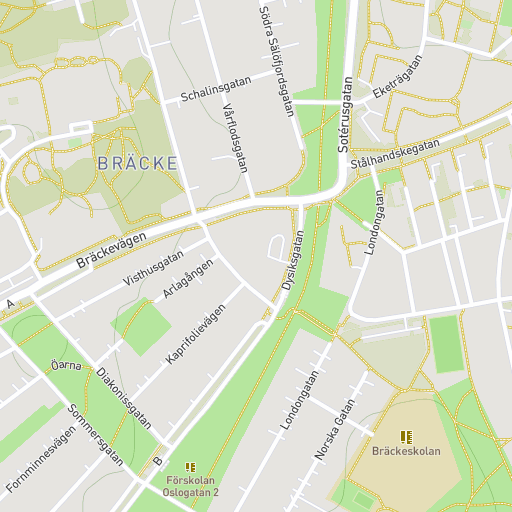 Södra Sälöfjordsgatan
Schalinsgatan
Eketrägatan
Vårflodsgatan
Sotérusgatan
Stålhandskegatan
BRÄCKE
Londongatan
Bräckevägen
Dysiksgatan
Visthusgatan
Arlagången
A
Kaprifolievägen
Öarna
Diakonissgatan
Londongatan
Sommersgatan
Norska Gatan
Fornminnesvägen
B
Bräckeskolan
Förskolan
Oslogatan 2